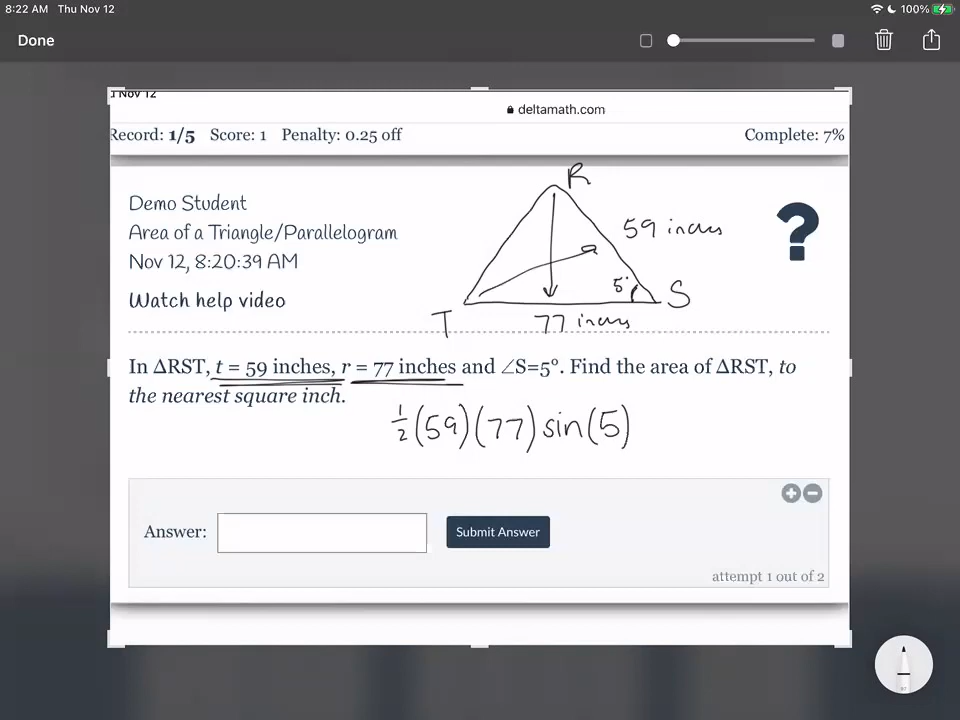 8:22 AM Thu Nov 12
100%
Done
Nov 12
deltamath.com
Record: 1/5 Score: 1 Penalty: 0.25 off
Complete: 7%
Demo Student
Area of a Triangle/Parallelogram
Nov 12, 8:20:39 AM
Watch help video
?
R
59 inches
5°
S
T
77 inches
In ΔRST, t = 59 inches, r = 77 inches and ∠S=5°. Find the area of ΔRST, to
the nearest square inch.
1/2 (59)(77) sin(5)
Answer:
Submit Answer
attempt 1 out of 2